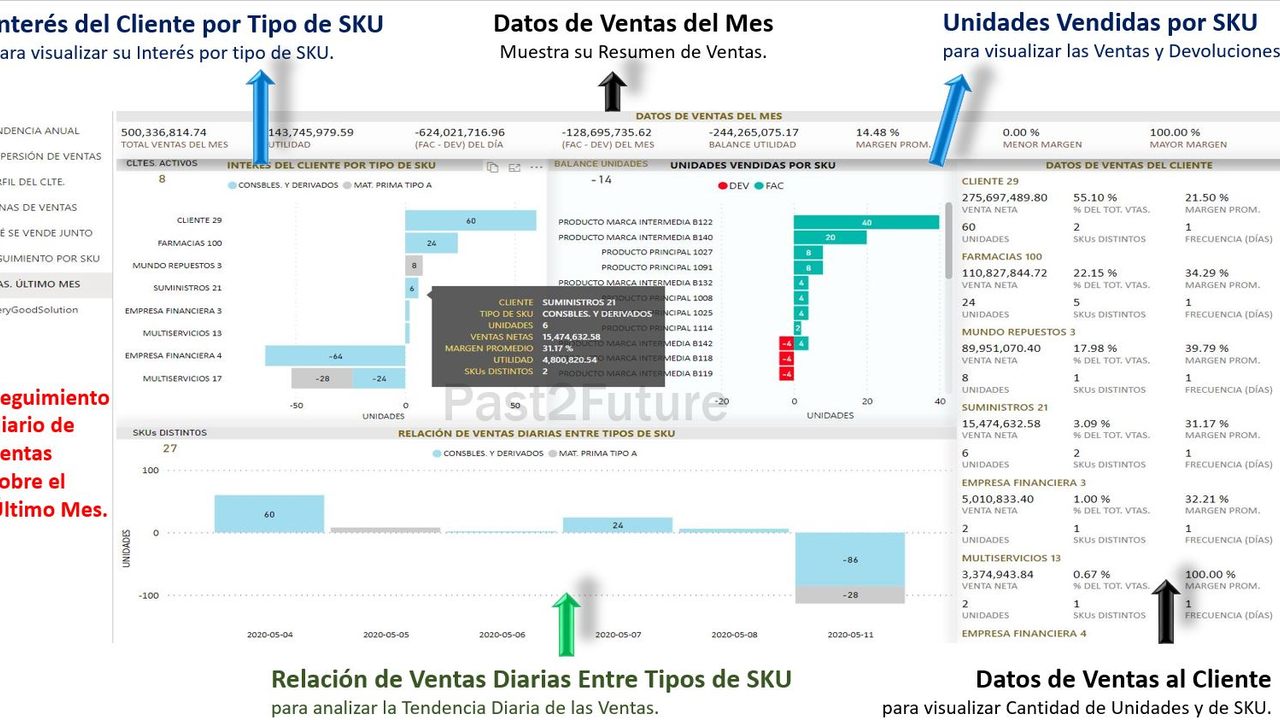 nterés del Cliente por Tipo de SKU
ara visualizar su Interés por tipo de SKU.
Datos de Ventas del Mes
Muestra su Resumen de Ventas.
Unidades Vendidas por SKU
para visualizar las Ventas y Devoluciones
NDENCIA ANUAL
PERSIÓN DE VENTAS
RFIL DEL CLTE.
NAS DE VENTAS
É SE VENDE JUNTO
GUIMIENTO POR SKU
AS. ÚLTIMO MES
eryGoodSolution
eguimiento
iario de
entas
obre el
Último Mes.
DATOS DE VENTAS DEL MES
500,336,814.74
TOTAL VENTAS DEL MES
143,745,979.59
UTILIDAD
-624,021,716.96
(FAC - DEV) DEL DÍA
-128,695,735.62
(FAC - DEV) DEL MES
-244,265,075.17
BALANCE UTILIDAD
14.48 %
MARGEN PROM.
0.00 %
MENOR MARGEN
100.00 %
MAYOR MARGEN
CLTES. ACTIVOS
8
INTERÉS DEL CLIENTE POR TIPO DE SKU
CONSBLES. Y DERIVADOS
MAT. PRIMA TIPO A
CLIENTE 29
60
FARMACIAS 100
24
MUNDO REPUESTOS 3
8
SUMINISTROS 21
6
EMPRESA FINANCIERA 3
MULTISERVICIOS 13
EMPRESA FINANCIERA 4
-64
MULTISERVICIOS 17
-28
-24
-50
0
50
UNIDADES
BALANCE UNIDADES
-14
UNIDADES VENDIDAS POR SKU
DEV
FAC
PRODUCTO MARCA INTERMEDIA B122
40
PRODUCTO MARCA INTERMEDIA B140
20
PRODUCTO PRINCIPAL 1027
8
PRODUCTO PRINCIPAL 1091
8
PRODUCTO MARCA INTERMEDIA B132
4
PRODUCTO PRINCIPAL 1008
4
PRINCIPAL 1025
4
PRINCIPAL 1114
2
INTERMEDIA B142
-4
4
INTERMEDIA B118
-4
INTERMEDIA B119
-4
-20
0
20
40
UNIDADES
CLIENTE SUMINISTROS 21
TIPO DE SKU CONSBLES. Y DERIVADOS
UNIDADES 6
VENTAS NETAS 15,474,632.58
MARGEN PROMEDIO 31.17 %
UTILIDAD 4,800,820.54
SKUs DISTINTOS 2
Past2Future
SKUs DISTINTOS
27
RELACIÓN DE VENTAS DIARIAS ENTRE TIPOS DE SKU
CONSBLES. Y DERIVADOS
MAT. PRIMA TIPO A
UNIDADES
100
0
-100
60
24
-86
-28
2020-05-04
2020-05-05
2020-05-06
2020-05-07
2020-05-08
2020-05-11
DATOS DE VENTAS DEL CLIENTE
CLIENTE 29
275,697,489.80 55.10 % 21.50 %
VENTA NETA % DEL TOT. VTAS. MARGEN PROM.
60 2 1
UNIDADES SKUs DISTINTOS FRECUENCIA (DÍAS)
FARMACIAS 100
110,827,844.72 22.15 % 34.29 %
VENTA NETA % DEL TOT. VTAS. MARGEN PROM.
24 5 1
UNIDADES SKUs DISTINTOS FRECUENCIA (DÍAS)
MUNDO REPUESTOS 3
89,951,070.40 17.98 % 39.79 %
VENTA NETA % DEL TOT. VTAS. MARGEN PROM.
8 1 1
UNIDADES SKUs DISTINTOS FRECUENCIA (DÍAS)
SUMINISTROS 21
15,474,632.58 3.09 % 31.17 %
VENTA NETA % DEL TOT. VTAS. MARGEN PROM.
6 2 1
UNIDADES SKUs DISTINTOS FRECUENCIA (DÍAS)
EMPRESA FINANCIERA 3
5,010,833.40 1.00 % 32.21 %
VENTA NETA % DEL TOT. VTAS. MARGEN PROM.
2 1 1
UNIDADES SKUs DISTINTOS FRECUENCIA (DÍAS)
MULTISERVICIOS 13
3,374,943.84 0.67 % 100.00 %
VENTA NETA % DEL TOT. VTAS. MARGEN PROM.
2 1 1
UNIDADES SKUs DISTINTOS FRECUENCIA (DÍAS)
EMPRESA FINANCIERA 4
Relación de Ventas Diarias Entre Tipos de SKU
para analizar la Tendencia Diaria de las Ventas.
Datos de Ventas al Cliente
para visualizar Cantidad de Unidades y de SKU.